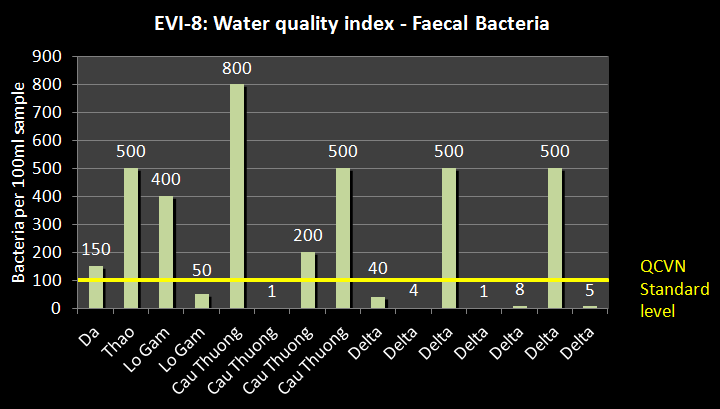 EVI-8: Water quality index - Faecal Bacteria
Bacteria per 100ml sample
900
800
700
600
500
400
300
200
100
0
150
500
400
50
800
1
200
500
40
4
500
1
8
500
5
Da
Thao
Lo Gam
Lo Gam
Cau Thuong
Cau Thuong
Cau Thuong
Cau Thuong
Delta
Delta
Delta
Delta
Delta
Delta
Delta
QCVN
Standard
level